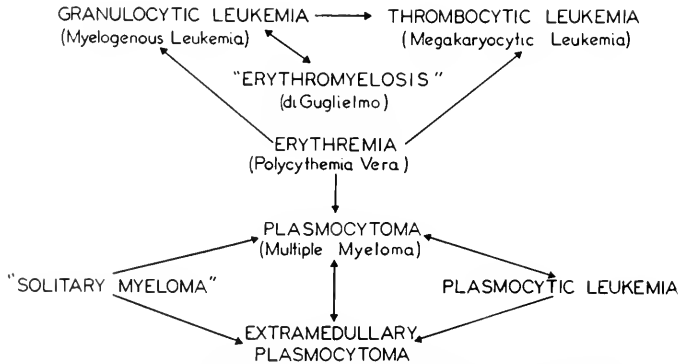 GRANULOCYTIC LEUKEMIA THROMBOCYTIC LEUKEMIA
(Myelogenous Leukemia) (Megakaryocytic Leukemia)
"ERYTHROMYELOSIS"
(di Guglielmo)
ERYTHREMIA
(Polycythemia Vera)
PLASMOCYTOMA
(Multiple Myeloma)
"SOLITARY MYELOMA" PLASMOCYTIC LEUKEMIA
EXTRAMEDULLARY
PLASMOCYTOMA